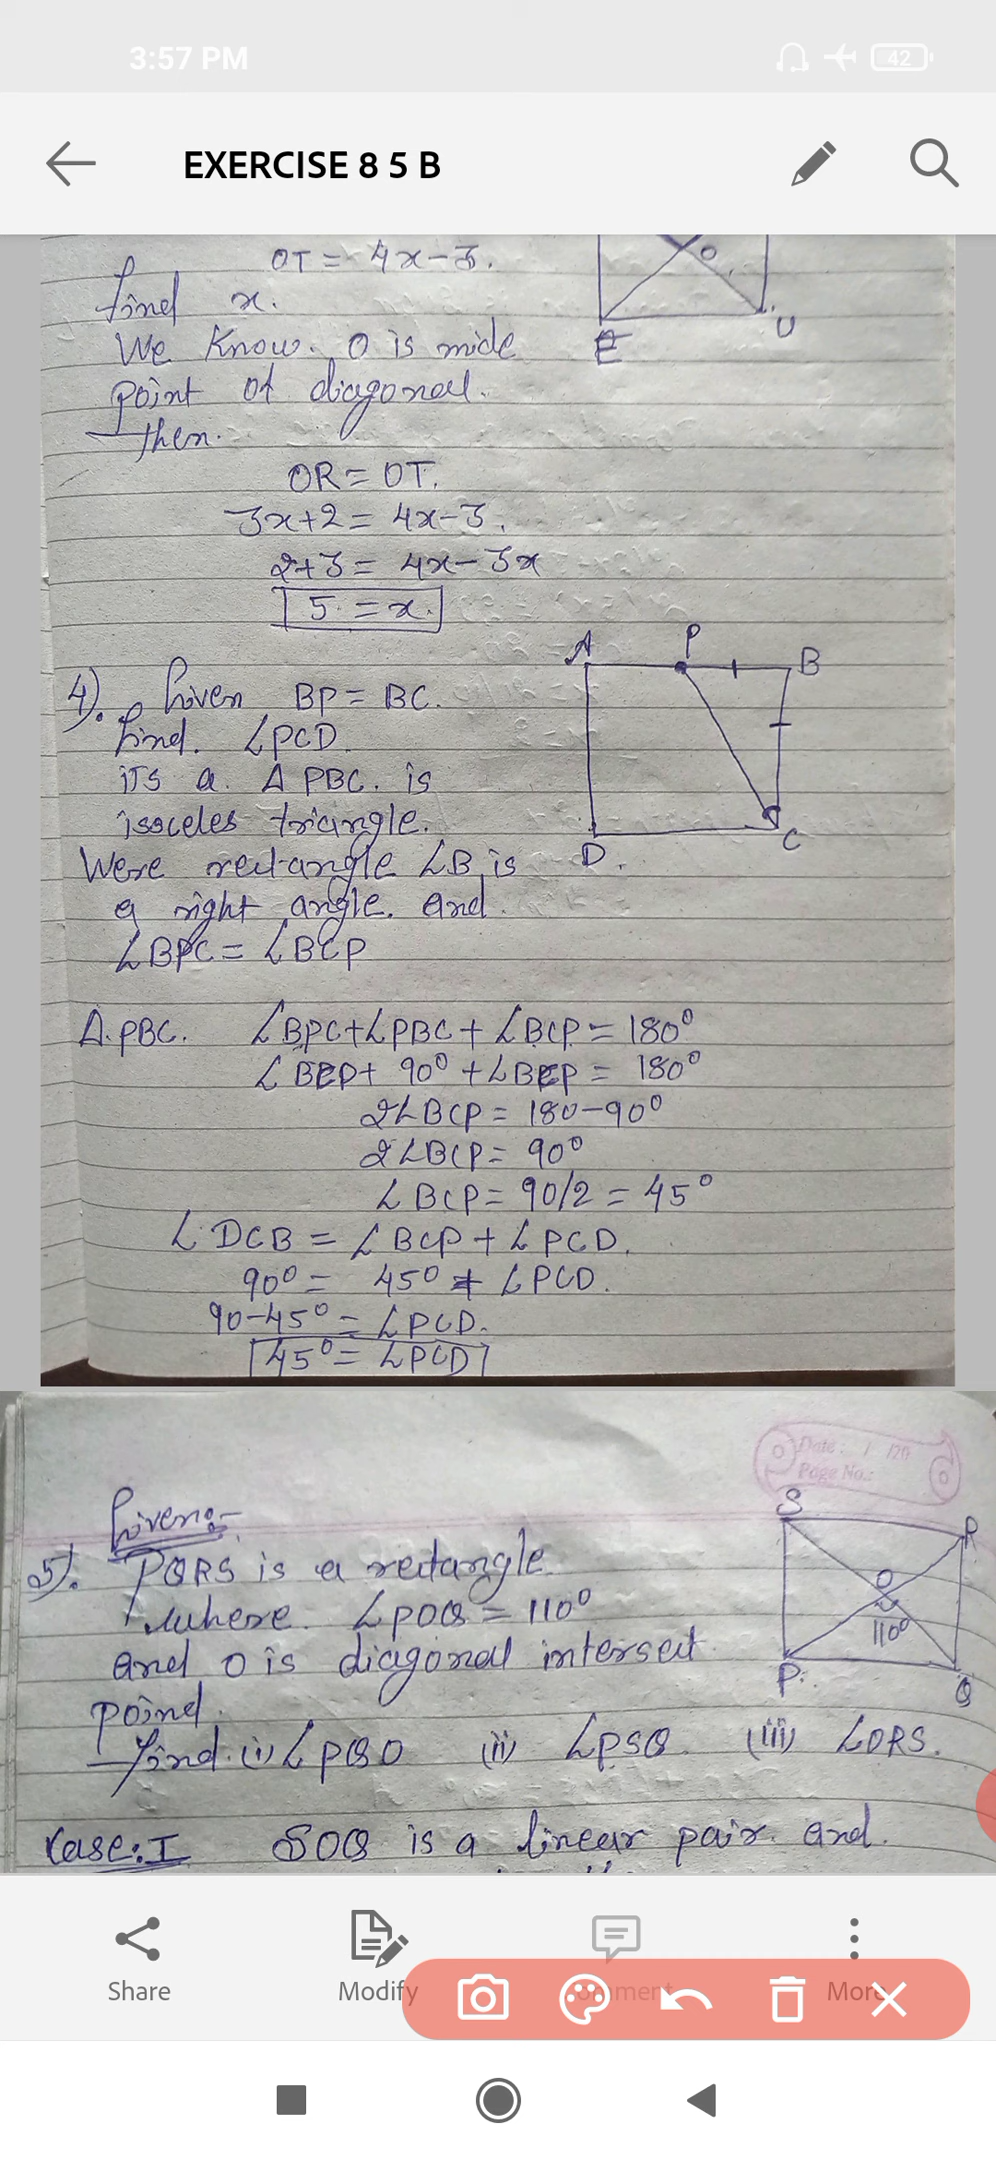 3:57 PM
42
EXERCISE 8 5 B
OT = 4x-3.
O
find x.
U
We Know. O is mide
E
point of diagonal.
then.
OR = OT.
3x+2 = 4x-3.
2+3 = 4x-3x
5 = x.
A P B
4). Given BP = BC.
find. ∠PCD
its a. Δ PBC. is
isoceles triangle.
C
Were rectangle ∠B is
D.
a right angle. and.
∠BPC = ∠BCP
Δ.PBC. ∠BPC+∠PBC+∠BCP = 180°
∠BCP+ 90° +∠BCP = 180°
2∠BCP = 180-90°
2∠BCP = 90°
∠BCP = 90/2 = 45°
∠DCB = ∠BCP + ∠PCD.
90° = 45° + ∠PCD.
90-45° = ∠PCD.
45° = ∠PCD
Date: / /20
Page No.:
Given:-
S R
5). PQRS is a rectangle
O
where. ∠POQ = 110°
110°
and O is diagonal intersect
P. Q
poind.
find. (i) ∠PQO (ii) ∠PSQ. (iii) ∠ORS.
Case:I SOQ is a linear pair. and.
Share
Modify
More